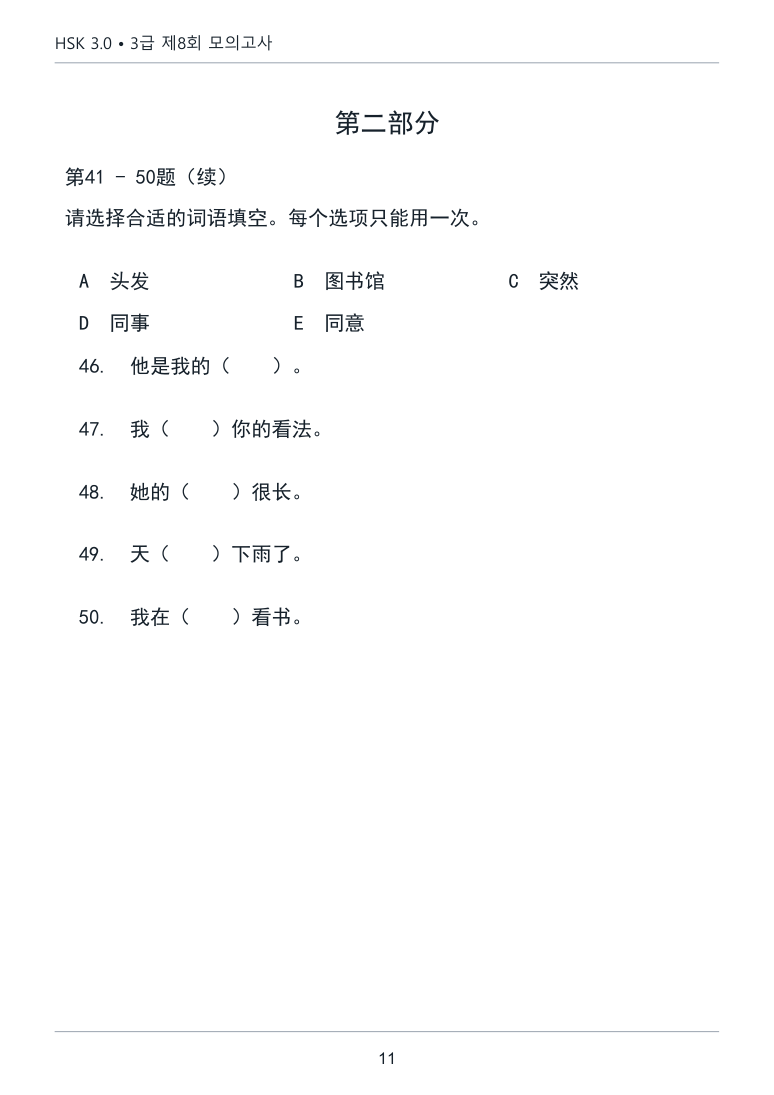 HSK 3.0 • 3급 제8회 모의고사
第二部分
第41 - 50题（续）
请选择合适的词语填空。每个选项只能用一次。
A 头发 B 图书馆 C 突然
D 同事 E 同意
46. 他是我的（  ）。
47. 我（  ）你的看法。
48. 她的（  ）很长。
49. 天（  ）下雨了。
50. 我在（  ）看书。
11